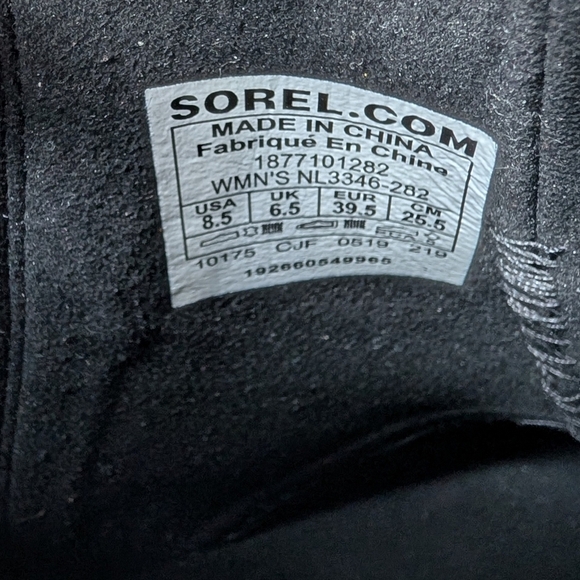 SOREL.COM
MADE IN CHINA
Fabriqué En Chine
1877101282
WMN'S NL3346-282
USA UK EUR CM
8.5 6.5 39.5 25.5
10175 CJF 0519 219
192660549965